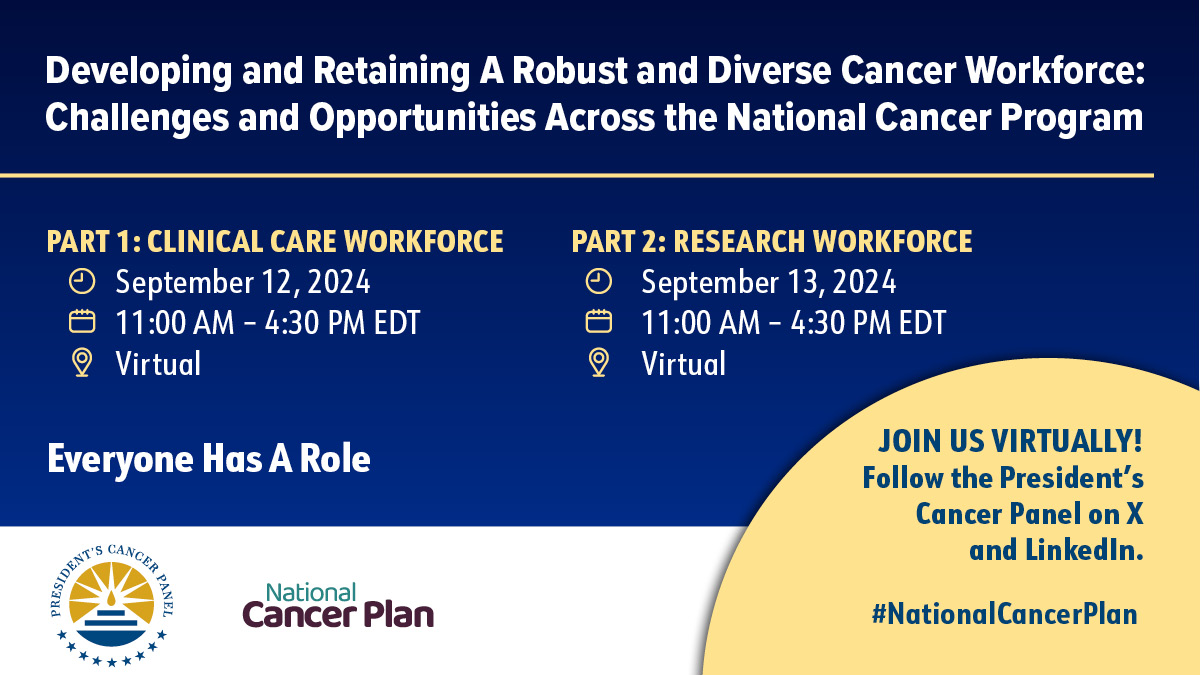 Developing and Retaining A Robust and Diverse Cancer Workforce:
Challenges and Opportunities Across the National Cancer Program
PART 1: CLINICAL CARE WORKFORCE
September 12, 2024
11:00 AM – 4:30 PM EDT
Virtual
PART 2: RESEARCH WORKFORCE
September 13, 2024
11:00 AM – 4:30 PM EDT
Virtual
Everyone Has A Role
JOIN US VIRTUALLY!
Follow the President’s
Cancer Panel on X
and LinkedIn.
#NationalCancerPlan
PRESIDENT'S CANCER PANEL
National
Cancer Plan